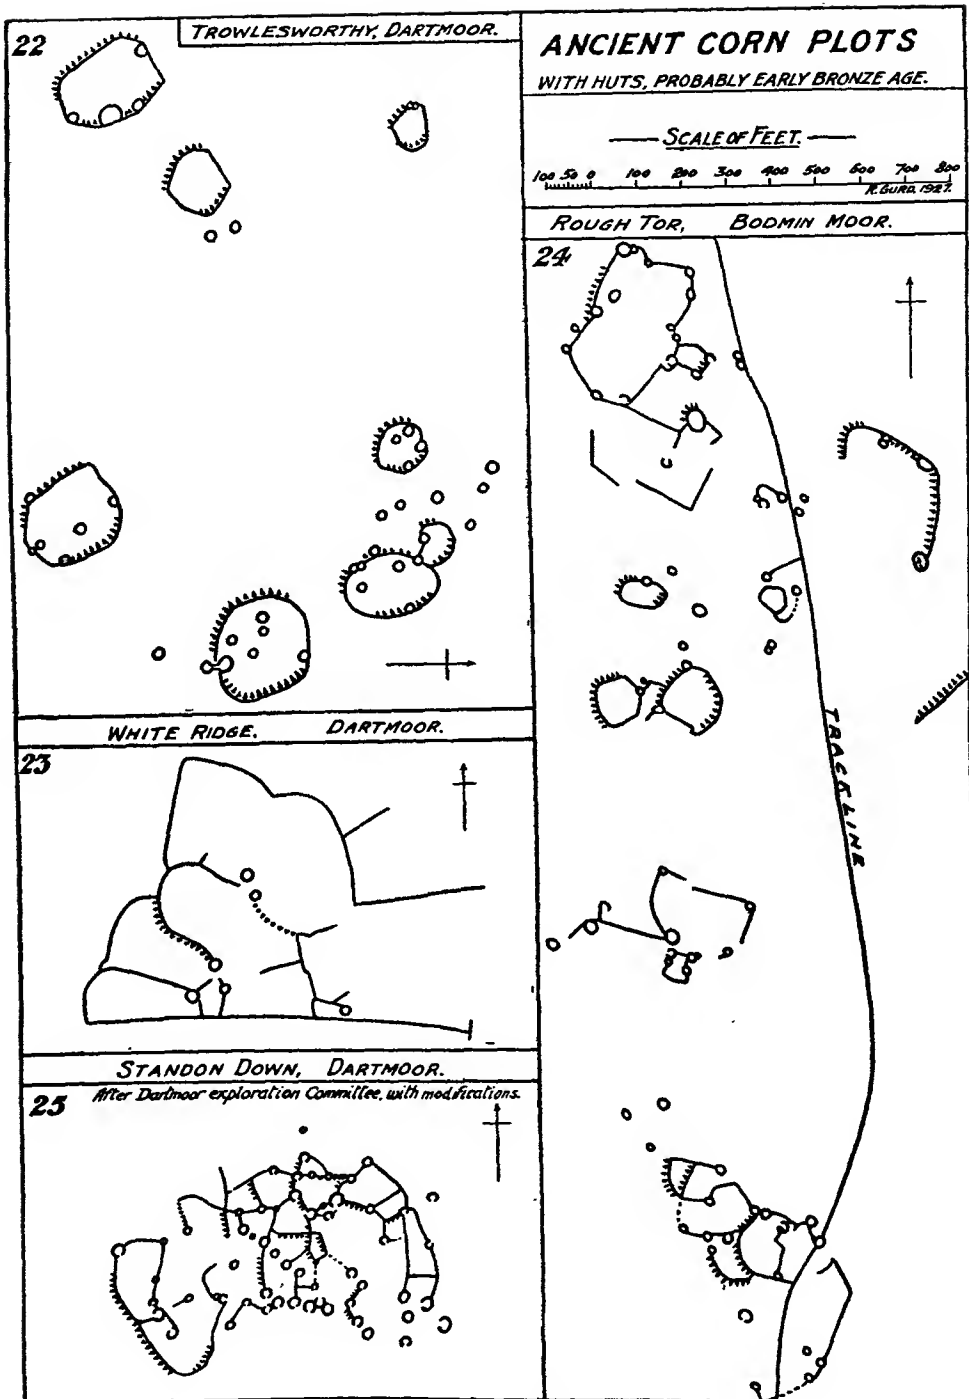 22
TROWLESWORTHY, DARTMOOR.
ANCIENT CORN PLOTS
WITH HUTS, PROBABLY EARLY BRONZE AGE.
SCALE OF FEET.
100 50 0 100 200 300 400 500 600 700 800
R. GURD. 1927.
ROUGH TOR, BODMIN MOOR.
24
TRACKLINE
WHITE RIDGE. DARTMOOR.
23
STANDON DOWN, DARTMOOR.
25
After Dartmoor exploration Committee, with modifications.